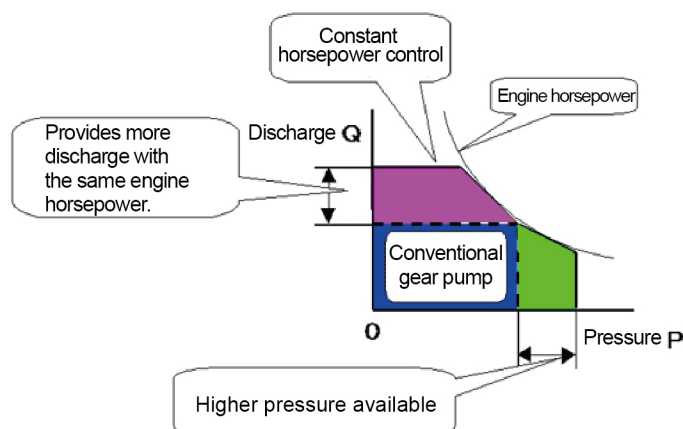 Constant
horsepower control
Engine horsepower
Provides more
discharge with
the same engine
horsepower.
Discharge Q
Conventional
gear pump
0
Pressure P
Higher pressure available